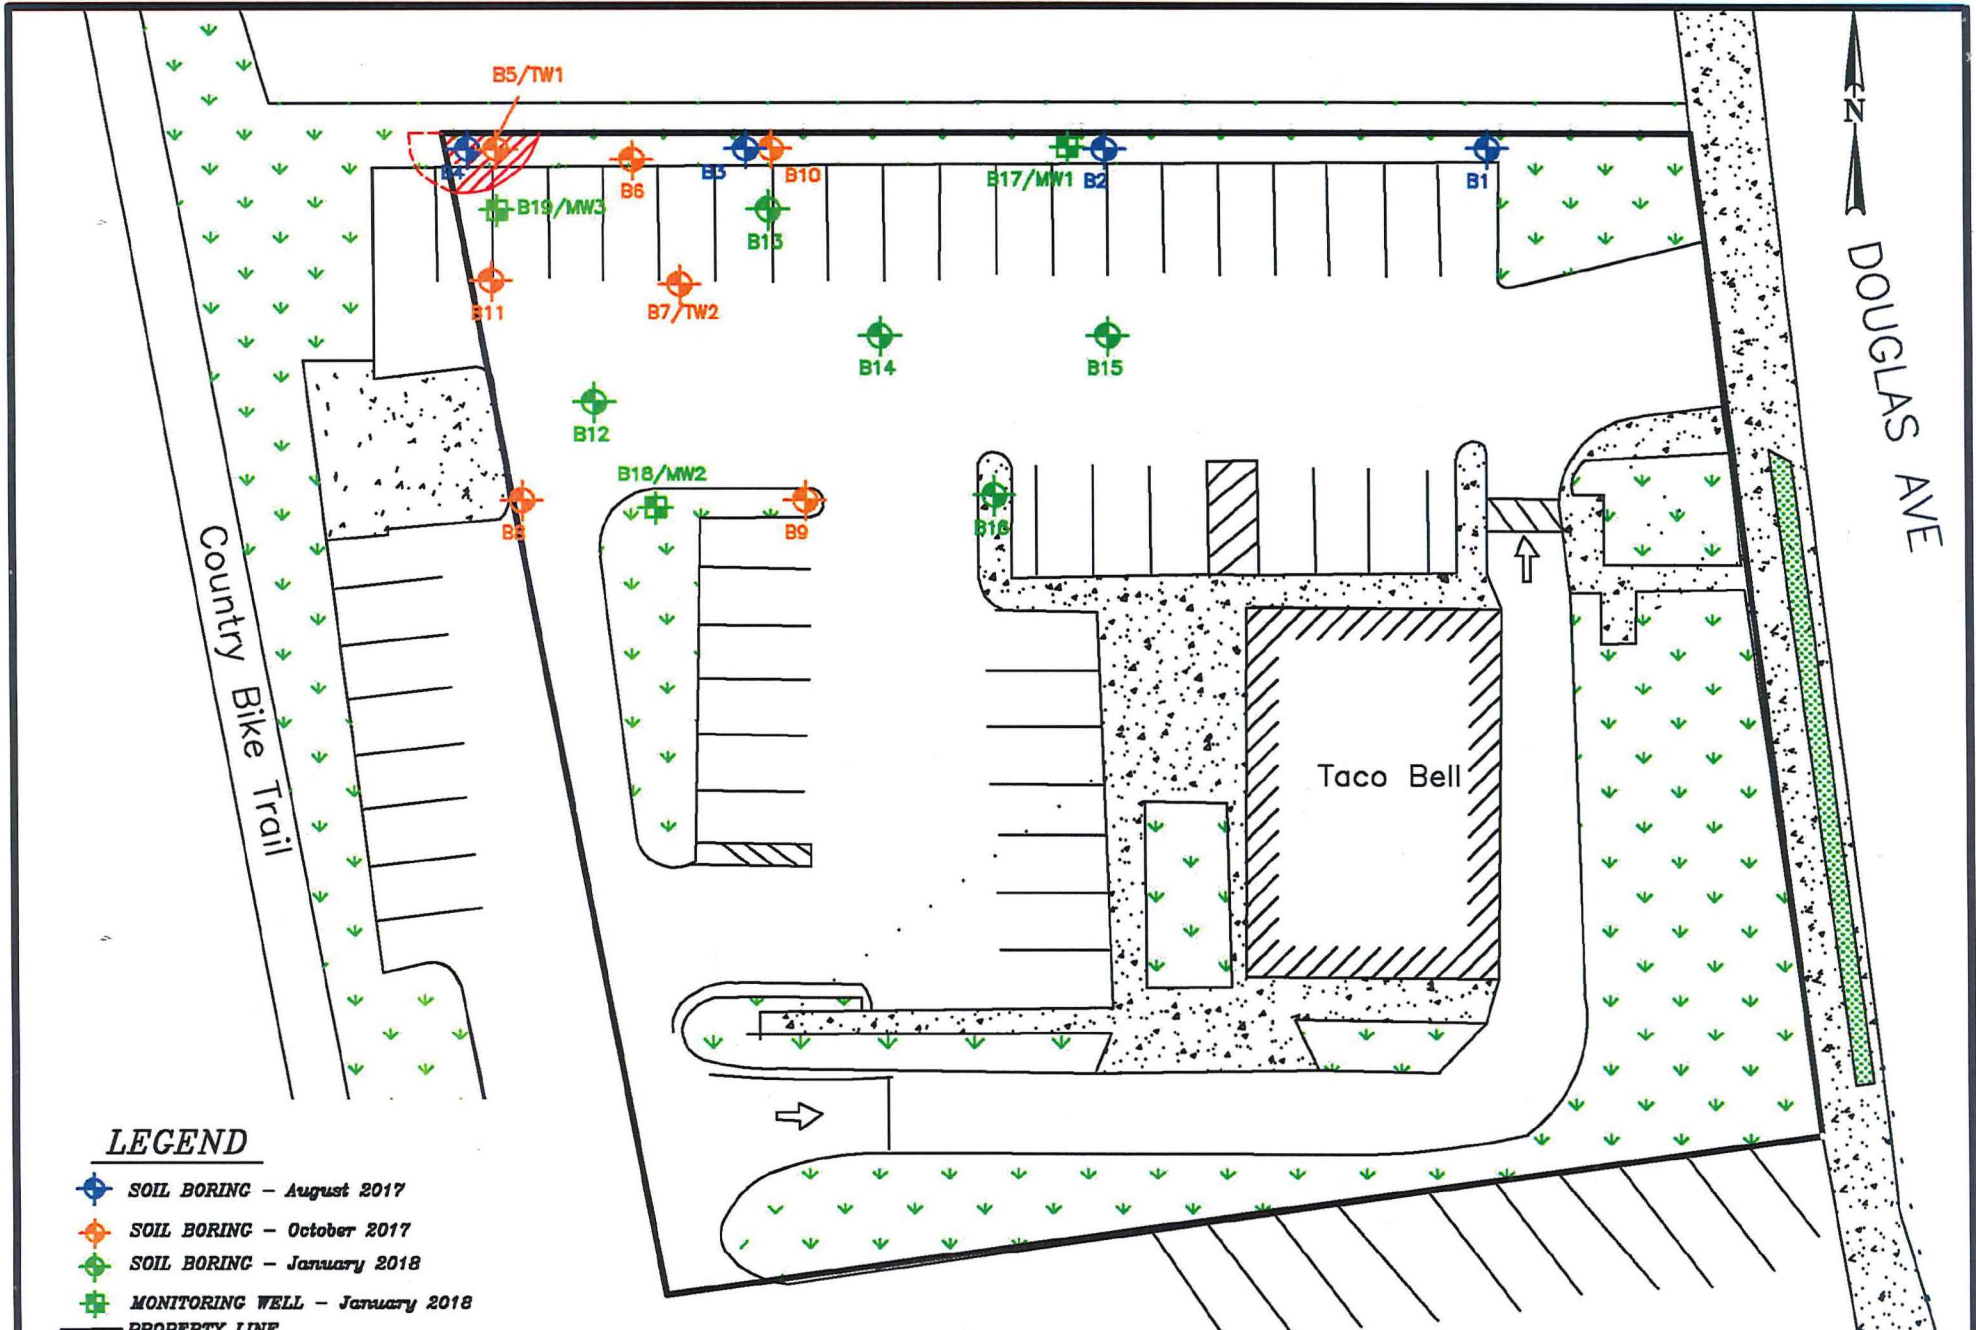 B5/TW1
N
B4
B6
B3
B10
B17/MW1
B2
B1
B19/MW3
B13
B11
B7/TW2
B14
B15
DOUGLAS AVE
B12
B18/MW2
B8
B9
B16
Country Bike Trail
Taco Bell
LEGEND
SOIL BORING - August 2017
SOIL BORING - October 2017
SOIL BORING - January 2018
MONITORING WELL - January 2018
PROPERTY LINE